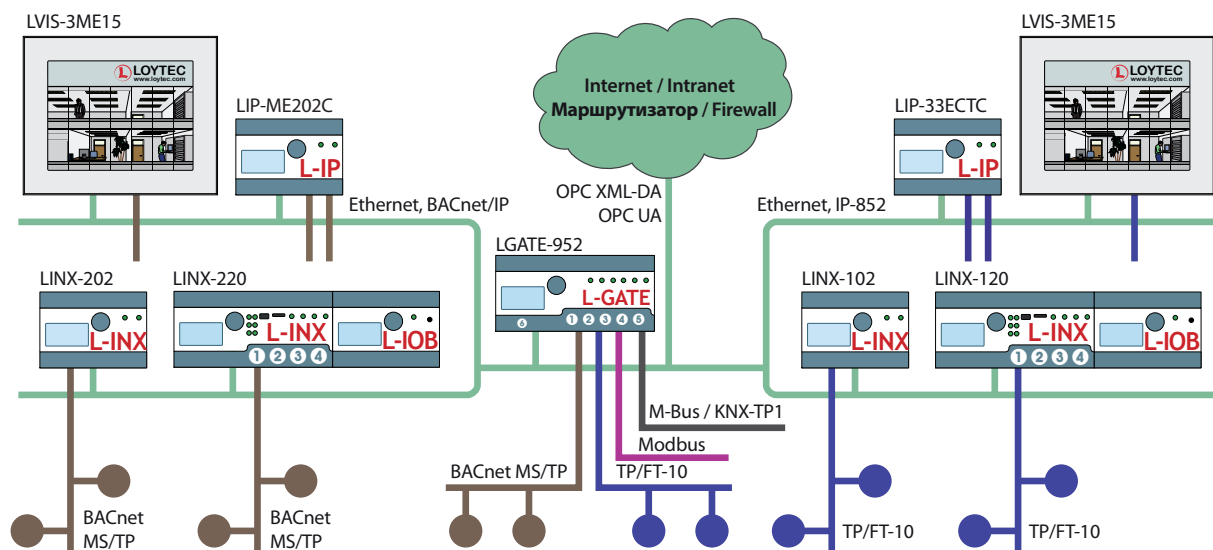 LVIS-3ME15
LOYTEC
www.loytec.com
LIP-ME202C
L-IP
Ethernet, BACnet/IP
Internet / Intranet
Маршрутизатор / Firewall
OPC XML-DA
OPC UA
LIP-33ECTC
L-IP
Ethernet, IP-852
LVIS-3ME15
LOYTEC
www.loytec.com
LINX-202
L-INX
LINX-220
L-INX
1 2 3 4
L-IOB
LGATE-952
L-GATE
6 1 2 3 4 5
LINX-102
L-INX
LINX-120
L-INX
1 2 3 4
L-IOB
M-Bus / KNX-TP1
Modbus
BACnet MS/TP
TP/FT-10
BACnet
MS/TP
BACnet
MS/TP
TP/FT-10
TP/FT-10